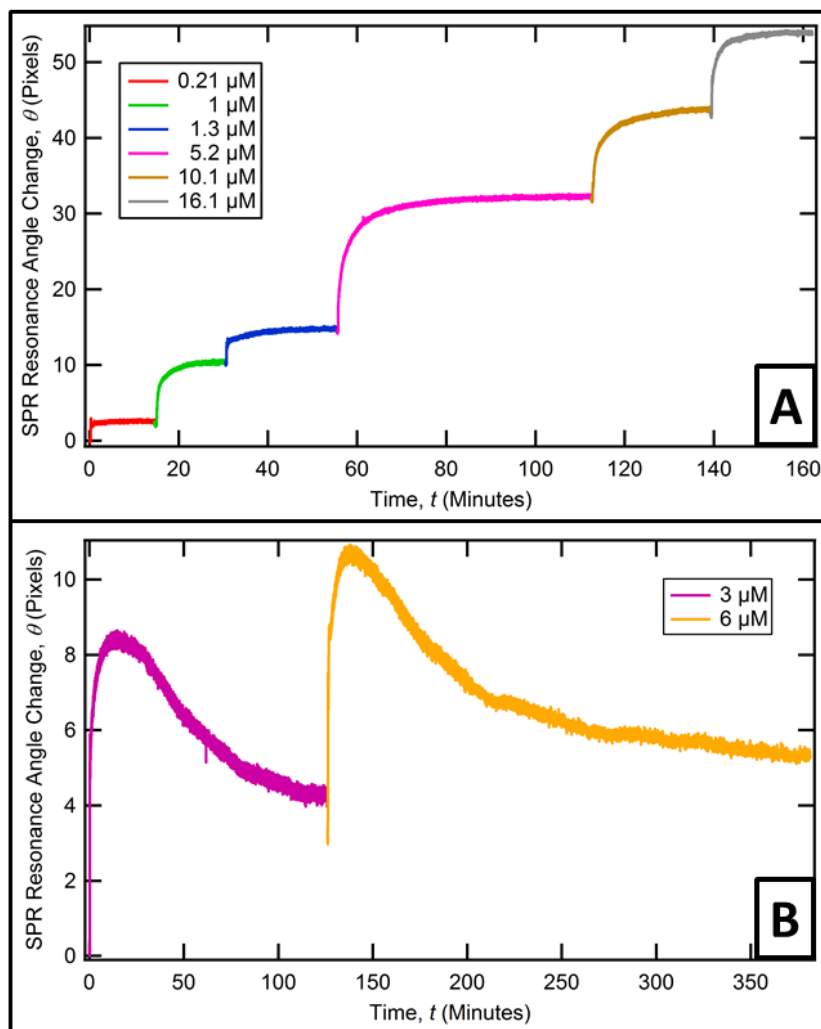 SPR Resonance Angle Change, θ (Pixels)
50
40
30
20
10
0
0.21 µM
1 µM
1.3 µM
5.2 µM
10.1 µM
16.1 µM
A
0 20 40 60 80 100 120 140 160
Time, t (Minutes)
SPR Resonance Angle Change, θ (Pixels)
10
8
6
4
2
0
3 µM
6 µM
B
0 50 100 150 200 250 300 350
Time, t (Minutes)